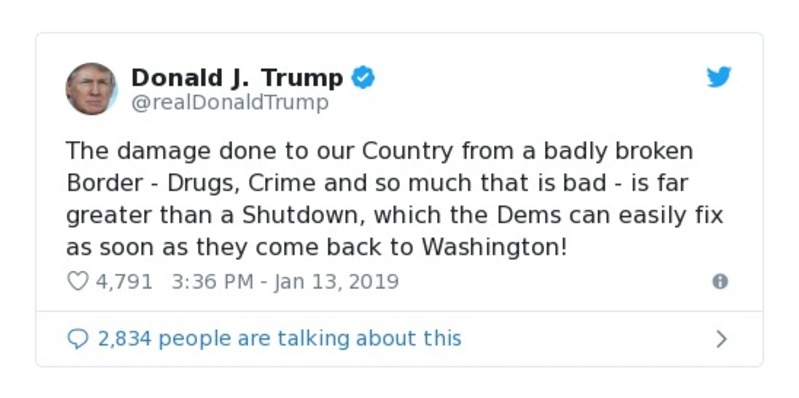 Donald J. Trump
@realDonaldTrump
The damage done to our Country from a badly broken
Border - Drugs, Crime and so much that is bad - is far
greater than a Shutdown, which the Dems can easily fix
as soon as they come back to Washington!
4,791 3:36 PM - Jan 13, 2019
2,834 people are talking about this